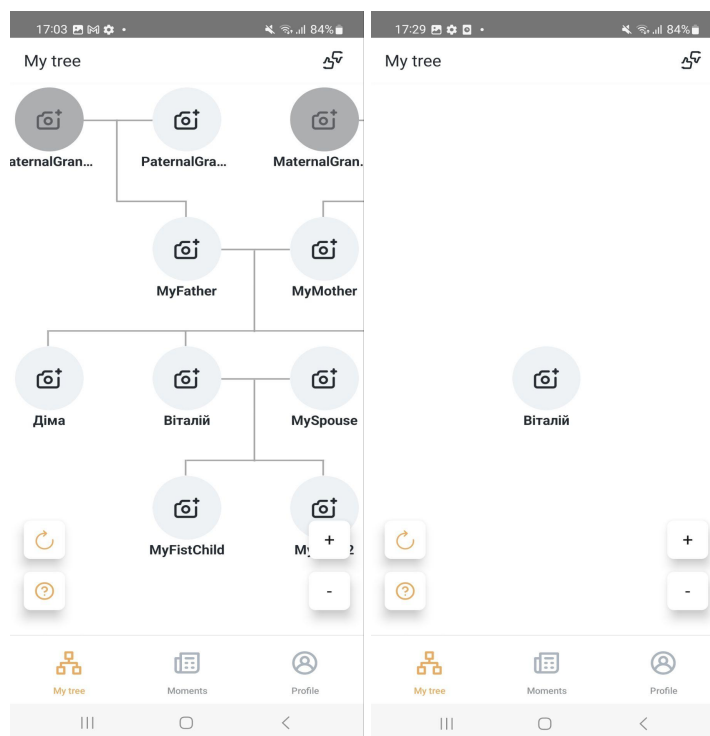 17:03
84%
My tree
aternalGran...
PaternalGra...
MaternalGran.
MyFather
MyMother
Діма
Віталій
MySpouse
MyFistChild
+
-
My tree
Moments
Profile
17:29
84%
My tree
Віталій
+
-
My tree
Moments
Profile